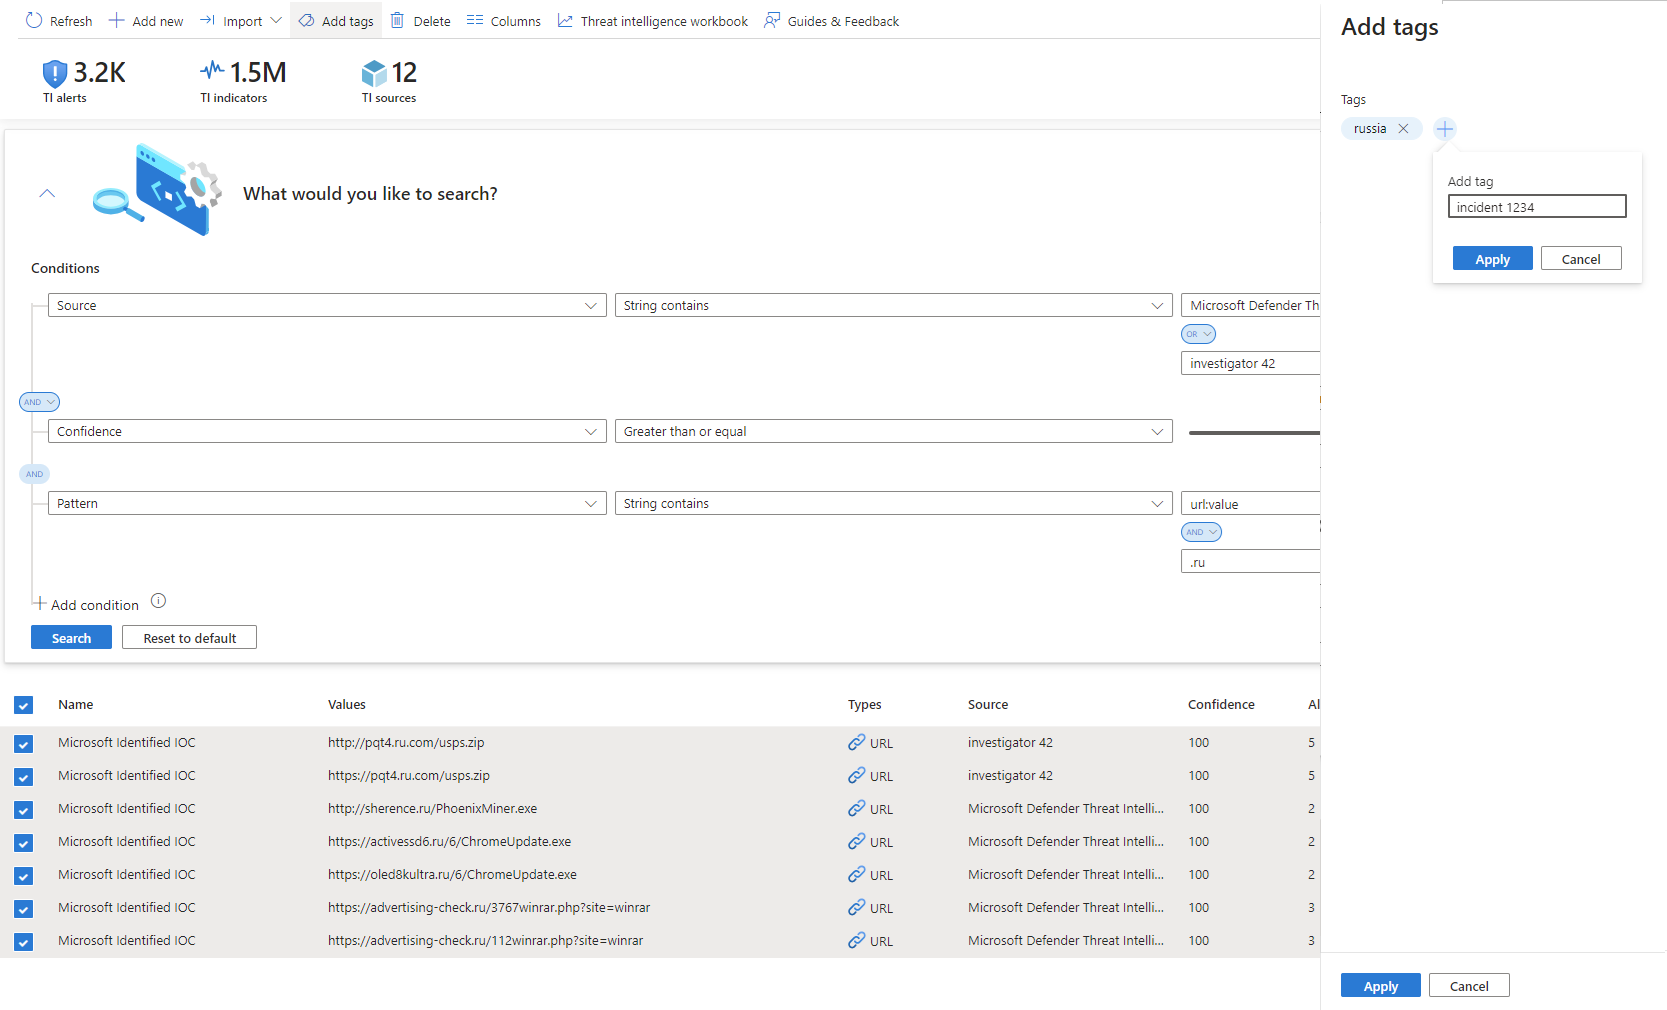 Refresh Add new Import Add tags Delete Columns Threat intelligence workbook Guides & Feedback
Add tags
3.2K 1.5M 12
TI alerts TI indicators TI sources
Tags
russia
Add tag
incident 1234
Apply Cancel
What would you like to search?
Conditions
Source String contains Microsoft Defender Th
OR
investigator 42
AND
Confidence Greater than or equal
AND
Pattern String contains url:value
AND
.ru
Add condition
Search Reset to default
Name Values Types Source Confidence Al
Microsoft Identified IOC http://pqt4.ru.com/usps.zip URL investigator 42 100 5
Microsoft Identified IOC https://pqt4.ru.com/usps.zip URL investigator 42 100 5
Microsoft Identified IOC http://sherence.ru/PhoenixMiner.exe URL Microsoft Defender Threat Intelli... 100 2
Microsoft Identified IOC https://activessd6.ru/6/ChromeUpdate.exe URL Microsoft Defender Threat Intelli... 100 2
Microsoft Identified IOC https://oled8kultra.ru/6/ChromeUpdate.exe URL Microsoft Defender Threat Intelli... 100 2
Microsoft Identified IOC https://advertising-check.ru/3767winrar.php?site=winrar URL Microsoft Defender Threat Intelli... 100 3
Microsoft Identified IOC https://advertising-check.ru/112winrar.php?site=winrar URL Microsoft Defender Threat Intelli... 100 3
Apply Cancel